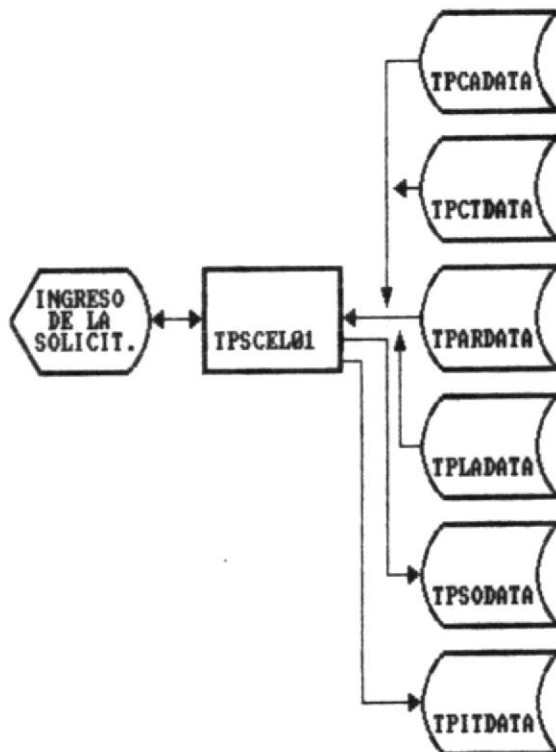 TPCADATA
TPCTDATA
INGRESO
DE LA
SOLICIT.
TPSCEL01
TPARDATA
TPLADATA
TPSODATA
TPITDATA